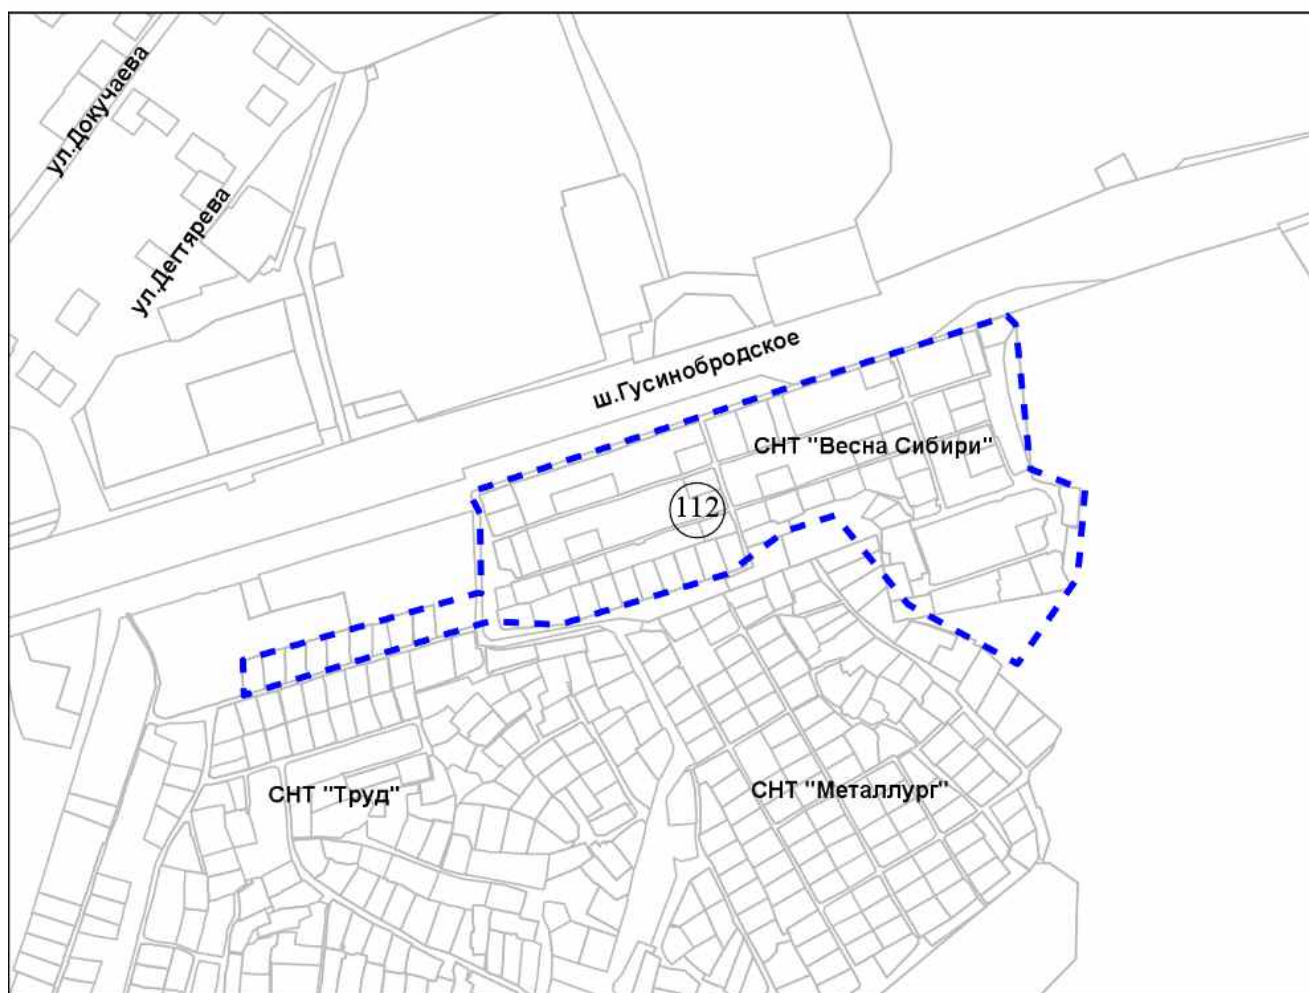 ул.Докучаева
ул.Дегтярева
ш.Гусинобродское
СНТ "Весна Сибири"
112
СНТ "Труд"
СНТ "Металлург"